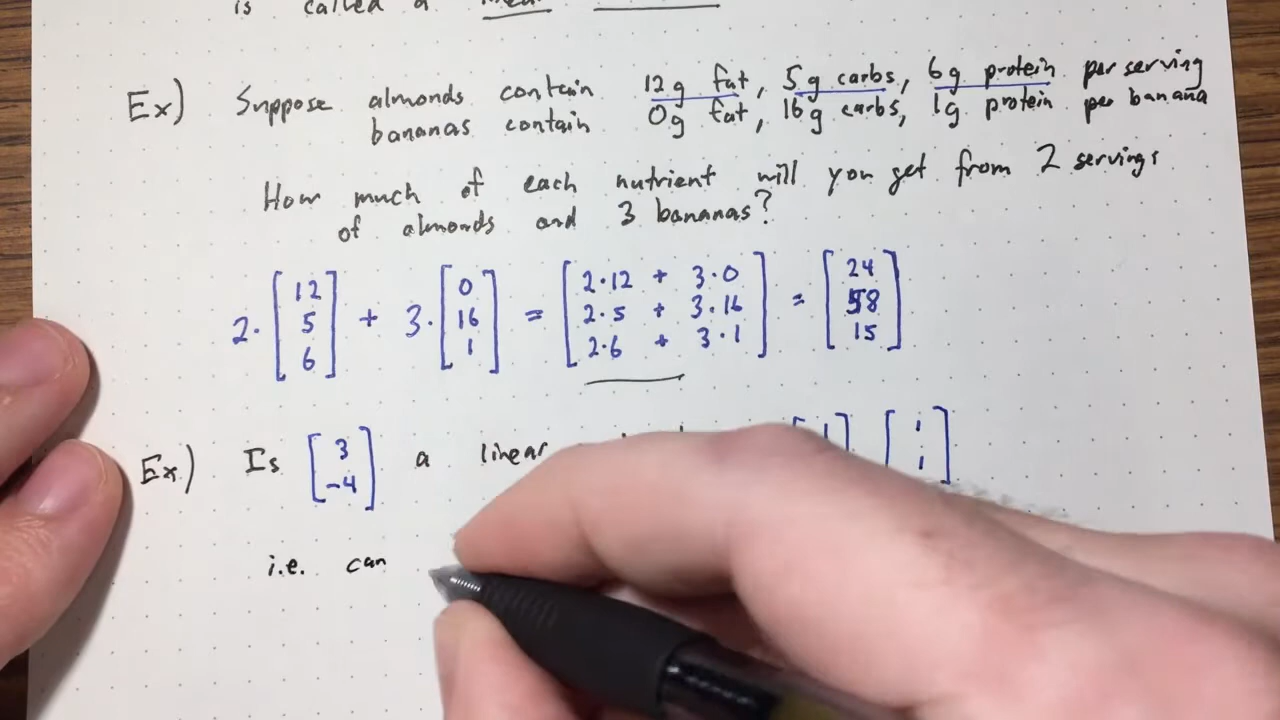 is called a linear
Ex) Suppose almonds contain 12g fat, 5g carbs, 6g protein per serving
bananas contain 0g fat, 16g carbs, 1g protein per banana
How much of each nutrient will you get from 2 servings
of almonds and 3 bananas?
2· [12 5 6] + 3· [0 16 1] = [2·12 + 3·0 2·5 + 3·16 2·6 + 3·1] = [24 58 15]
Ex) Is [3 -4] a linear [1 1]
i.e. can